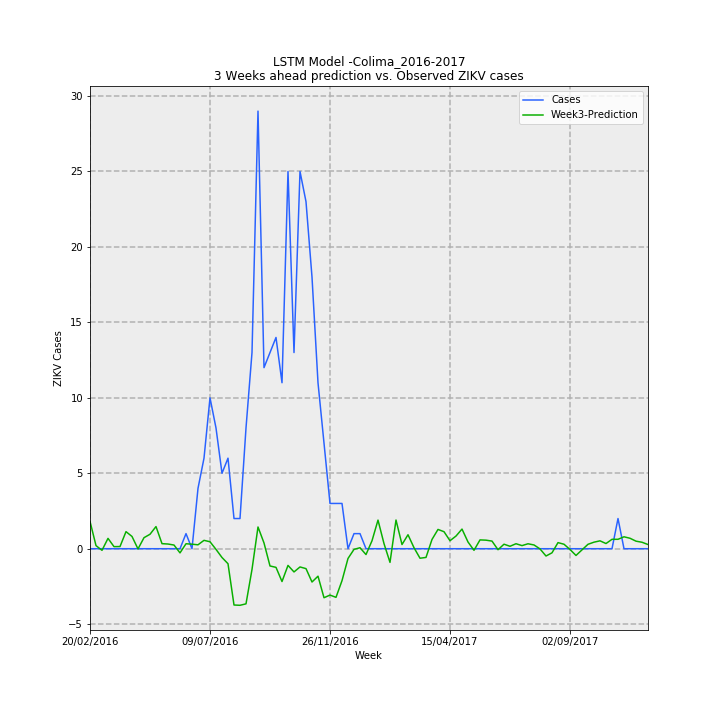 LSTM Model -Colima_2016-2017
3 Weeks ahead prediction vs. Observed ZIKV cases
Cases
Week3-Prediction
30
25
20
15
10
5
0
−5
ZIKV Cases
20/02/2016
09/07/2016
26/11/2016
15/04/2017
02/09/2017
Week